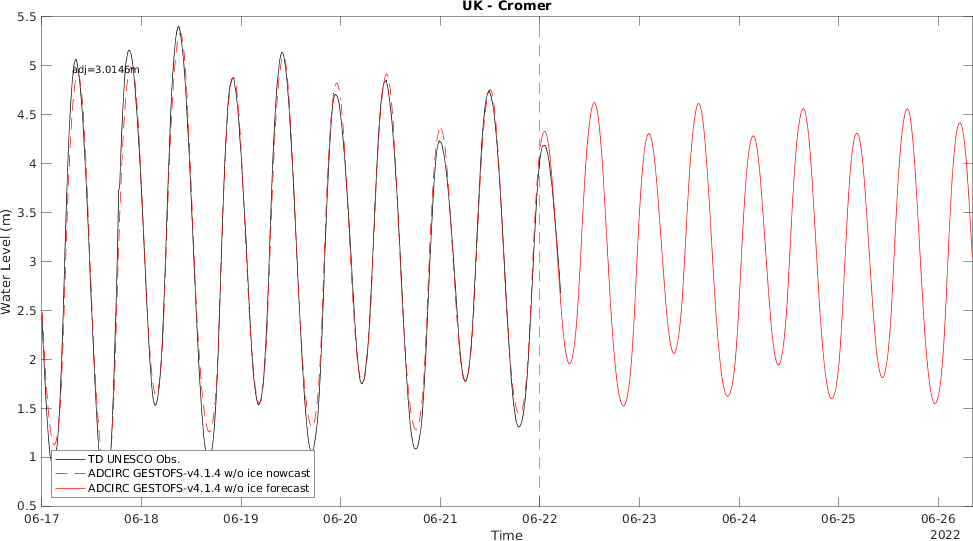 UK - Cromer
5.5
5
4.5
4
3.5
3
2.5
2
1.5
1
0.5
Water Level (m)
adj=3.0146m
TD UNESCO Obs.
ADCIRC GESTOFS-v4.1.4 w/o ice nowcast
ADCIRC GESTOFS-v4.1.4 w/o ice forecast
06-17 06-18 06-19 06-20 06-21 06-22 06-23 06-24 06-25 06-26
Time
2022